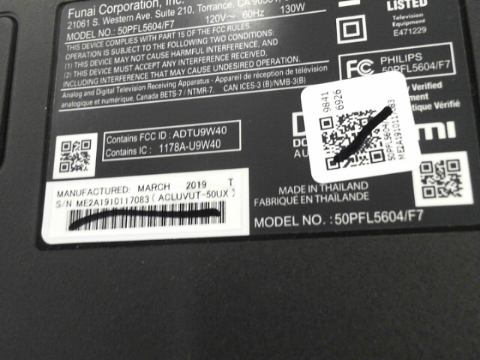 Funai Corporation, Inc.
21061 S. Western Ave. Suite 210, Torrance, CA
MODEL NO.: 50PFL5604/F7 120V~ 60Hz 130W
THIS DEVICE COMPLIES WITH PART 15 OF THE FCC RULES.
OPERATION IS SUBJECT TO THE FOLLOWING TWO CONDITIONS:
(1) THIS DEVICE MAY NOT CAUSE HARMFUL INTERFERENCE, AND
(2) THIS DEVICE MUST ACCEPT ANY INTERFERENCE RECEIVED
INCLUDING INTERFERENCE THAT MAY CAUSE UNDESIRED OPERATION.
Analog and Digital Television Receiving Apparatus - Appareil de réception de télévision
analogique et numérique, Canada BETS-7 / NTMR-7. CAN ICES-3 (B)/NMB-3(B)
LISTED
Television
Equipment
E471229
FC PHILIPS
50PFL5604/F7
Verified
Vérifié
9841
6926
50PFL5604/
ME2A1910117083
Contains FCC ID : ADTU9W40
Contains IC : 1178A-U9W40
MANUFACTURED: MARCH 2019 T
S/N ME2A1910117083 (ACLUVUT-50UX)
MADE IN THAILAND
FABRIQUÉ EN THAÏLANDE
MODEL NO. : 50PFL5604/F7